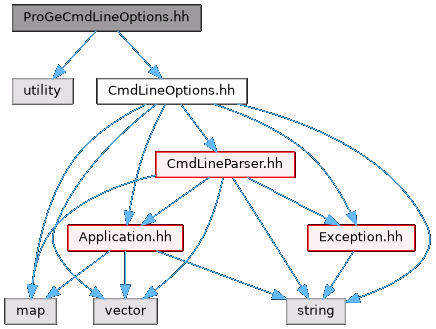 ProGeCmdLineOptions.hh
utility
CmdLineOptions.hh
CmdLineParser.hh
Application.hh
Exception.hh
map
vector
string